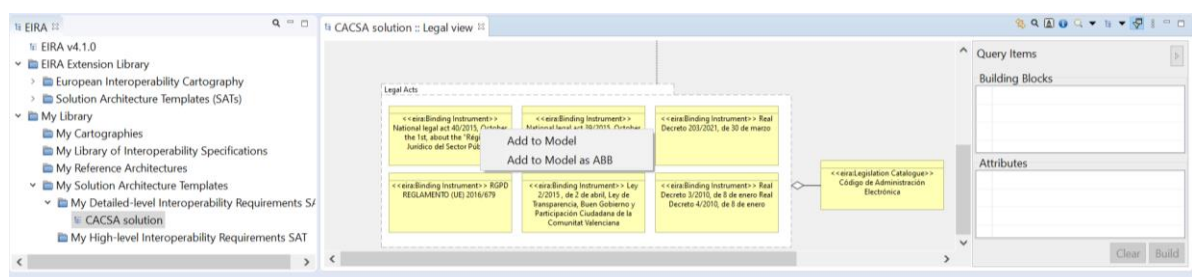 EIRA
EIRA v4.1.0
EIRA Extension Library
European Interoperability Cartography
Solution Architecture Templates (SATs)
My Library
My Cartographies
My Library of Interoperability Specifications
My Reference Architectures
My Solution Architecture Templates
My Detailed-level Interoperability Requirements SA
CACSA solution
My High-level Interoperability Requirements SAT
CACSA solution :: Legal view
Legal Acts
<<eira:Binding Instrument>>
National legal act 40/2015, October
the 1st, about the "Régi
Jurídico del Sector Púb
<<eira:Binding Instrument>>
National legal act 39/2015, October
<<eira:Binding Instrument>> Real
Decreto 203/2021, de 30 de marzo
Add to Model
Add to Model as ABB
<<eira:Binding Instrument>> RGPD
REGLAMENTO (UE) 2016/679
<<eira:Binding Instrument>> Ley
2/2015, de 2 de abril, Ley de
Transparencia, Buen Gobierno y
Participación Ciudadana de la
Comunitat Valenciana
<<eira:Binding Instrument>> Real
Decreto 3/2010, de 8 de enero Real
Decreto 4/2010, de 8 de enero
<<eira:Legislation Catalogue>>
Código de Administración
Electrónica
Query Items
Building Blocks
Attributes
Clear
Build